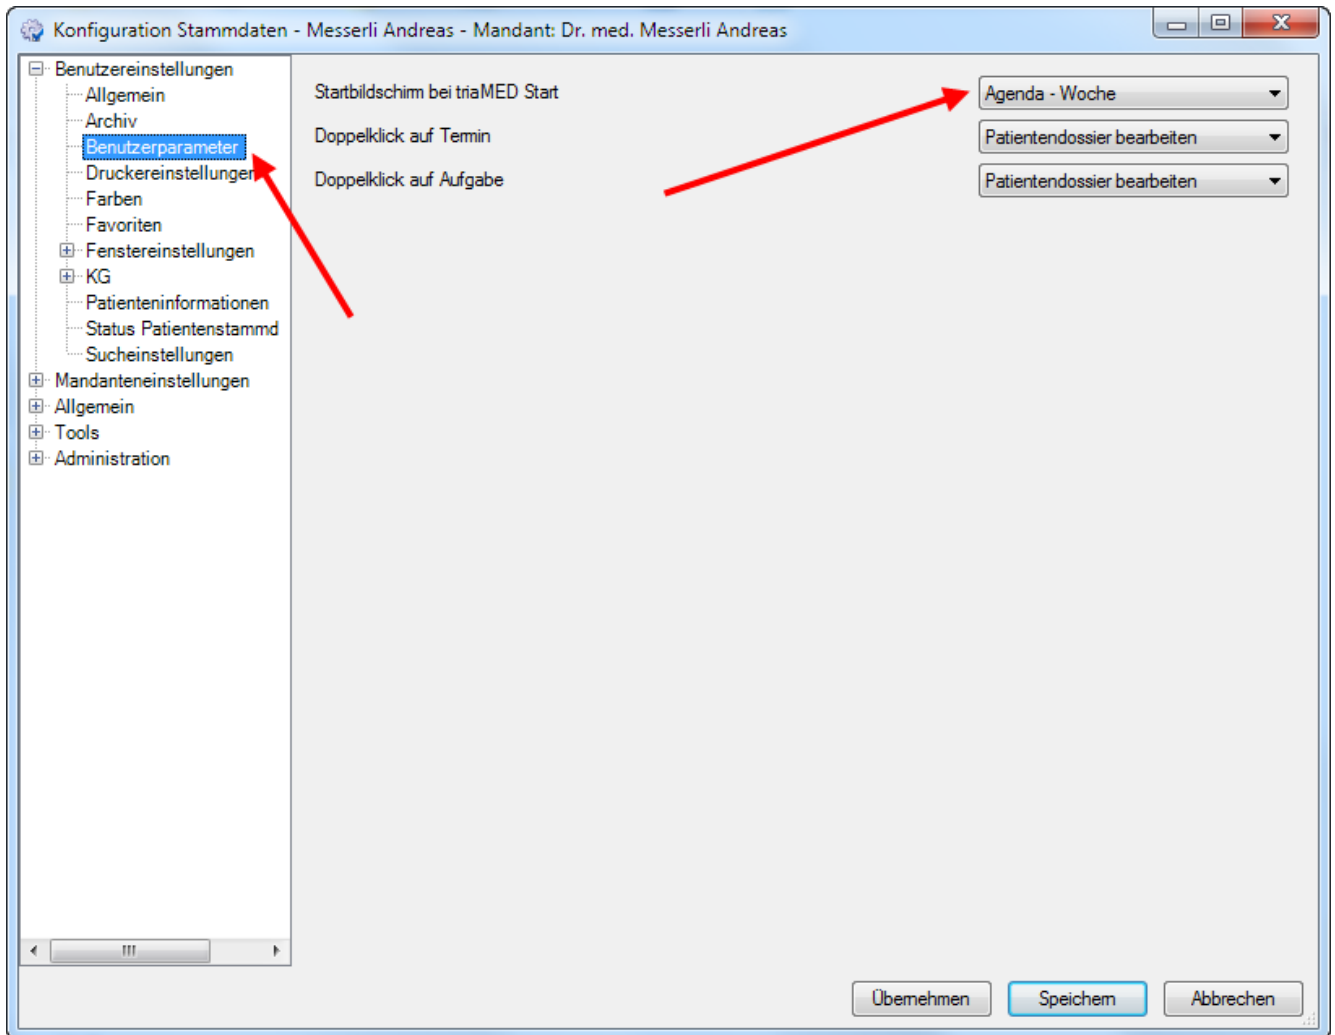 Konfiguration Stammdaten - Messerli Andreas - Mandant: Dr. med. Messerli Andreas
Benutzereinstellungen
Allgemein
Archiv
Benutzerparameter
Druckereinstellungen
Farben
Favoriten
Fenstereinstellungen
KG
Patienteninformationen
Status Patientenstammd
Sucheinstellungen
Mandanteneinstellungen
Allgemein
Tools
Administration
Startbildschirm bei triaMED Start
Agenda - Woche
Doppelklick auf Termin
Patientendossier bearbeiten
Doppelklick auf Aufgabe
Patientendossier bearbeiten
Übernehmen
Speichern
Abbrechen